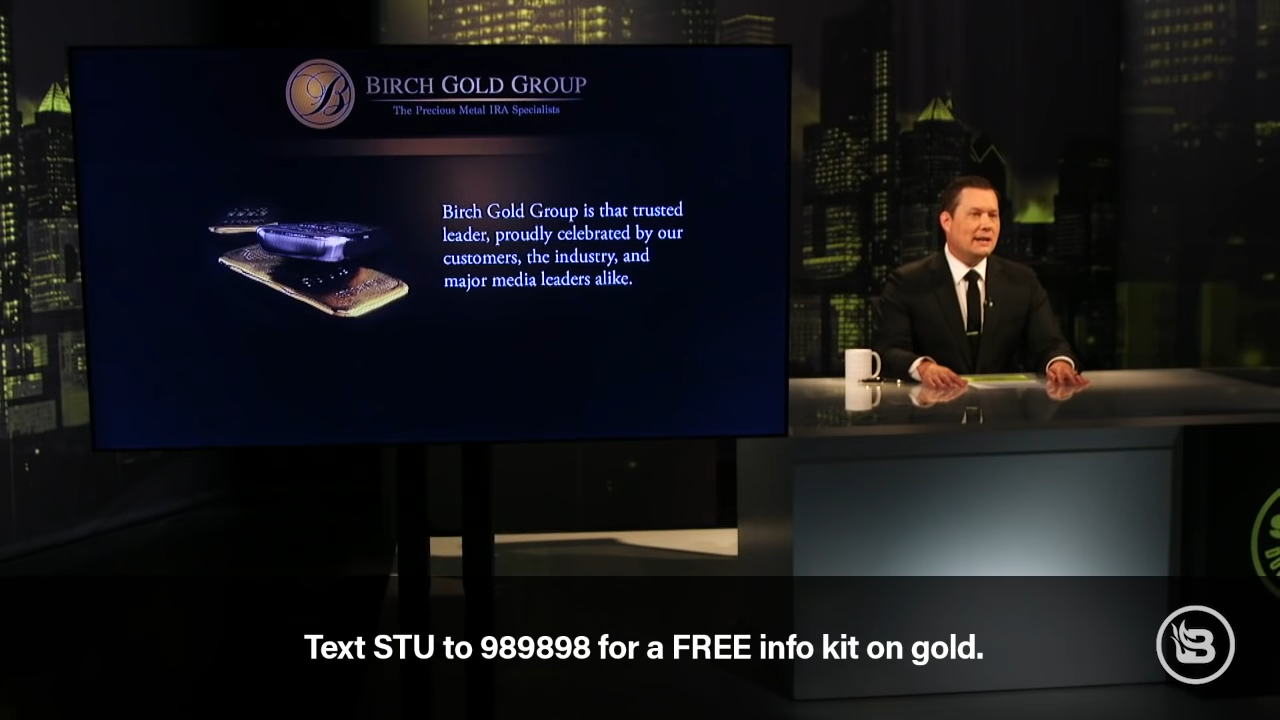 BIRCH GOLD GROUP
The Precious Metal IRA Specialists
Birch Gold Group is that trusted
leader, proudly celebrated by our
customers, the industry, and
major media leaders alike.
Text STU to 989898 for a FREE info kit on gold.